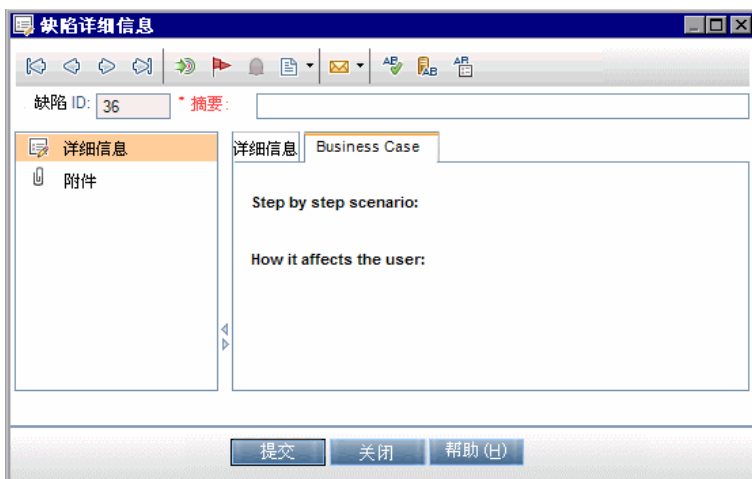 缺陷详细信息
缺陷 ID: 36 * 摘要:
详细信息
附件
详细信息 Business Case
Step by step scenario:
How it affects the user:
提交 关闭 帮助(H)